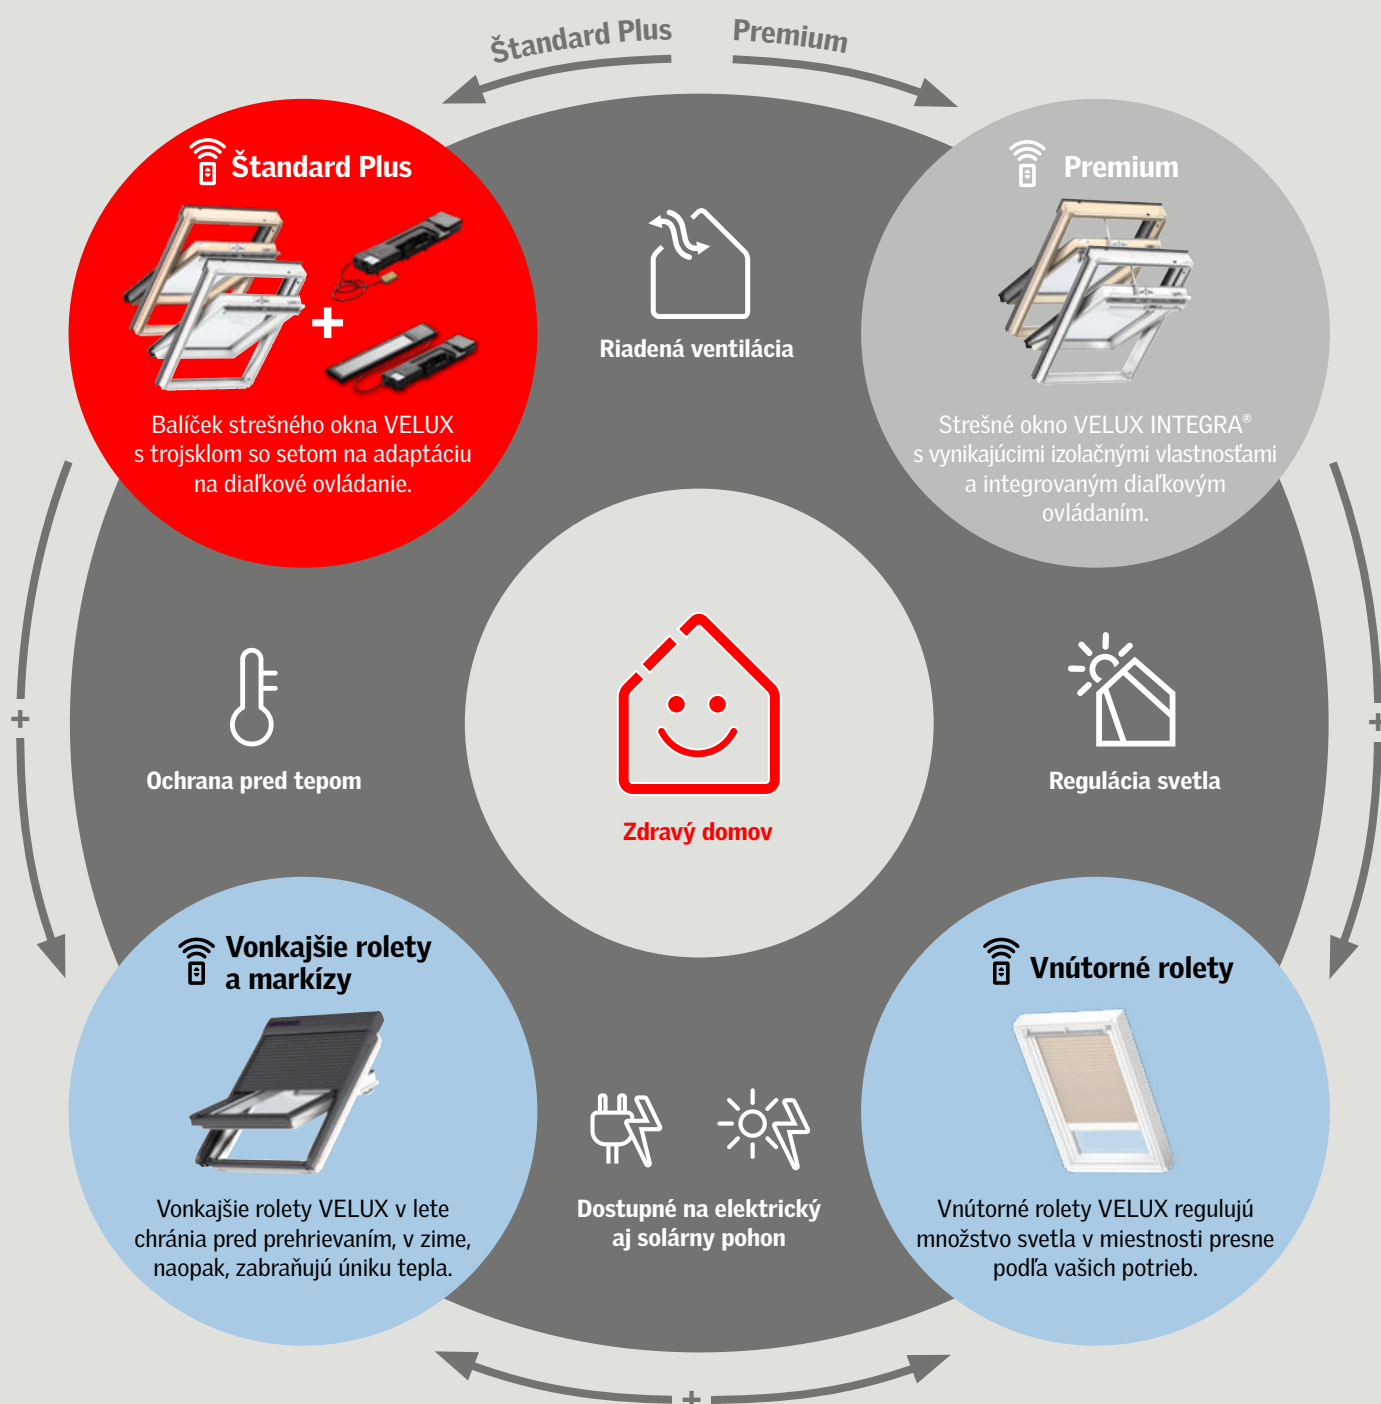 Štandard Plus
Premium
Štandard Plus
Premium
+
Balíček strešného okna VELUX
s trojsklom so setom na adaptáciu
na diaľkové ovládanie.
Riadená ventilácia
Strešné okno VELUX INTEGRA®
s vynikajúcimi izolačnými vlastnosťami
a integrovaným diaľkovým
ovládaním.
+
Ochrana pred tepom
Zdravý domov
Regulácia svetla
+
Vonkajšie rolety
a markízy
Vonkajšie rolety VELUX v lete
chránia pred prehrievaním, v zime,
naopak, zabraňujú úniku tepla.
Dostupné na elektrický
aj solárny pohon
Vnútorné rolety
Vnútorné rolety VELUX regulujú
množstvo svetla v miestnosti presne
podľa vašich potrieb.
+